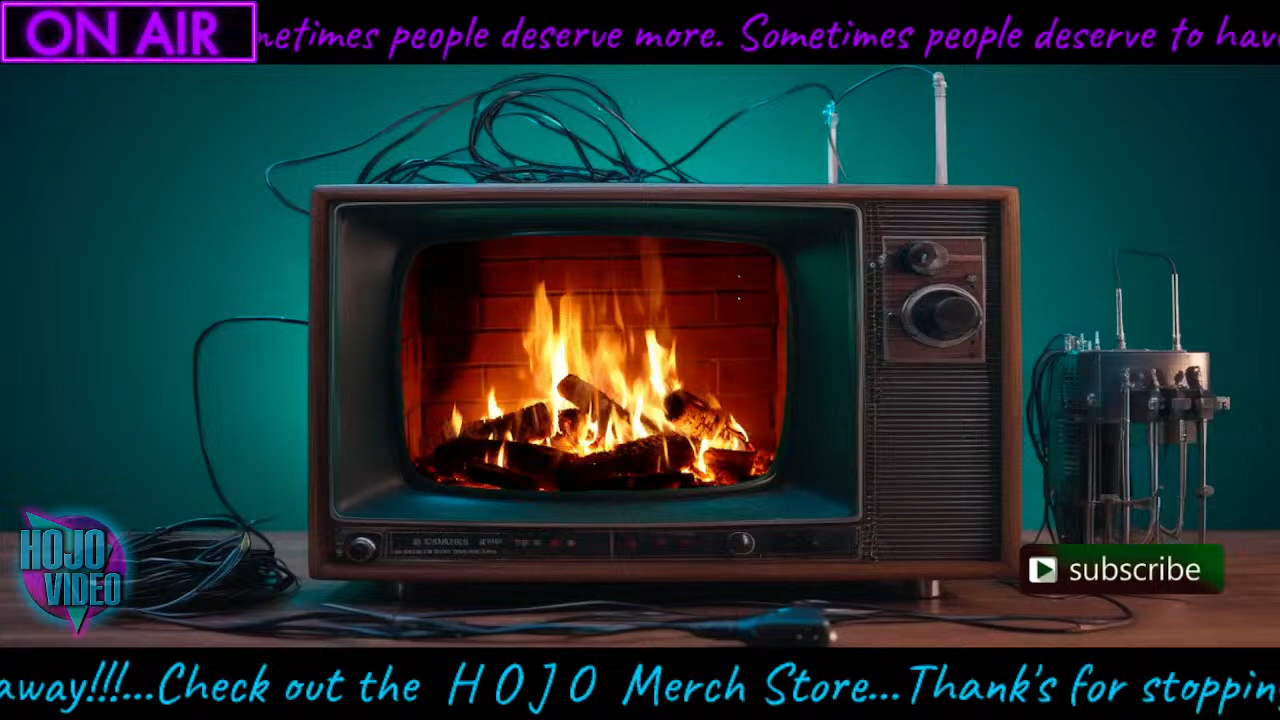 ON AIR
netimes people deserve more. Sometimes people deserve to hav
HOJO
VIDEO
subscribe
away!!!...Check out the H O J O Merch Store...Thank's for stoppin